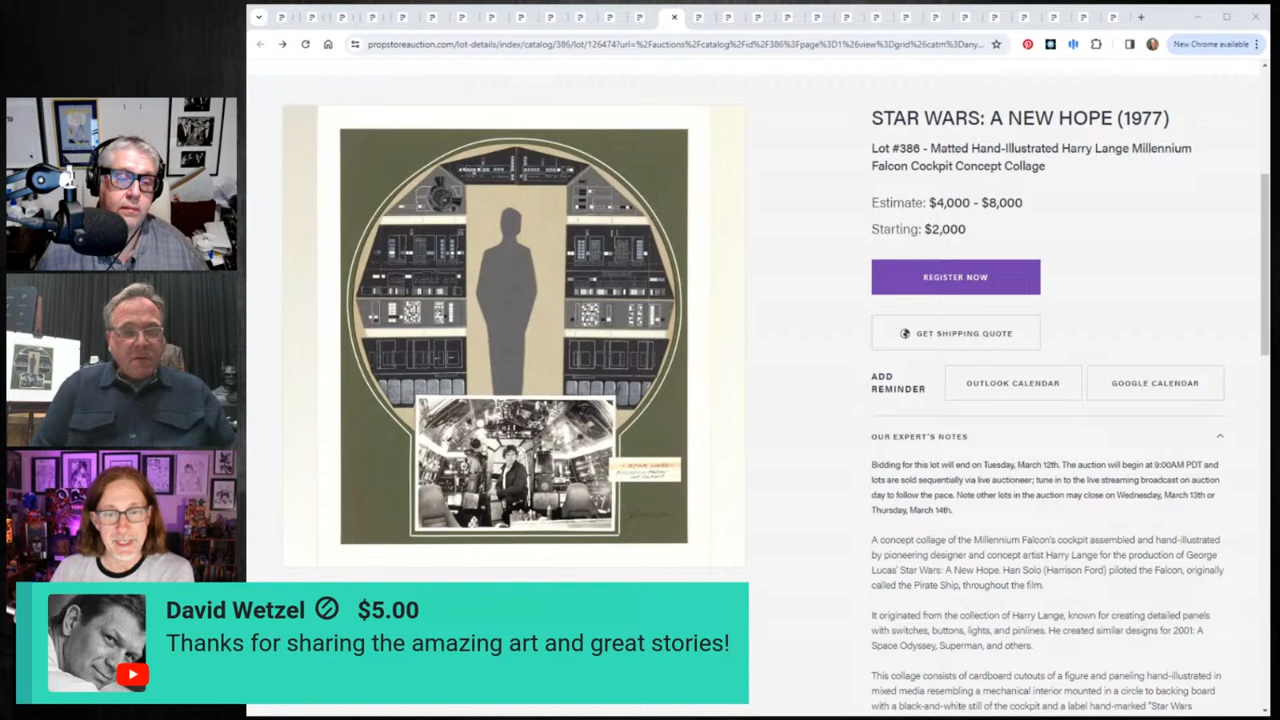 propstoreauction.com/lot-details/index/catalog/386/lot/126474?url=%2Fauctions%2Fcatalog%2Fid%2F386%3Fpage%3D1%26view%3Dgrid%26catm%3Dany...
New Chrome available
STAR WARS: A NEW HOPE (1977)
Lot #386 - Matted Hand-Illustrated Harry Lange Millennium
Falcon Cockpit Concept Collage
Estimate: $4,000 - $8,000
Starting: $2,000
REGISTER NOW
GET SHIPPING QUOTE
ADD
REMINDER
OUTLOOK CALENDAR
GOOGLE CALENDAR
OUR EXPERT'S NOTES
Bidding for this lot will end on Tuesday, March 12th. The auction will begin at 9:00AM PDT and
lots are sold sequentially via live auctioneer; tune in to the live streaming broadcast on auction
day to follow the pace. Note other lots in the auction may close on Wednesday, March 13th or
Thursday, March 14th.
A concept collage of the Millennium Falcon's cockpit assembled and hand-illustrated
by pioneering designer and concept artist Harry Lange for the production of George
Lucas' Star Wars: A New Hope. Han Solo (Harrison Ford) piloted the Falcon, originally
called the Pirate Ship, throughout the film.
It originated from the collection of Harry Lange, known for creating detailed panels
with switches, buttons, lights, and pinlines. He created similar designs for 2001: A
Space Odyssey, Superman, and others.
This collage consists of cardboard cutouts of a figure and paneling hand-illustrated in
mixed media resembling a mechanical interior mounted in a circle to backing board
with a black-and-white still of the cockpit and a label hand-marked "Star Wars
- STAR WARS -
David Wetzel $5.00
Thanks for sharing the amazing art and great stories!